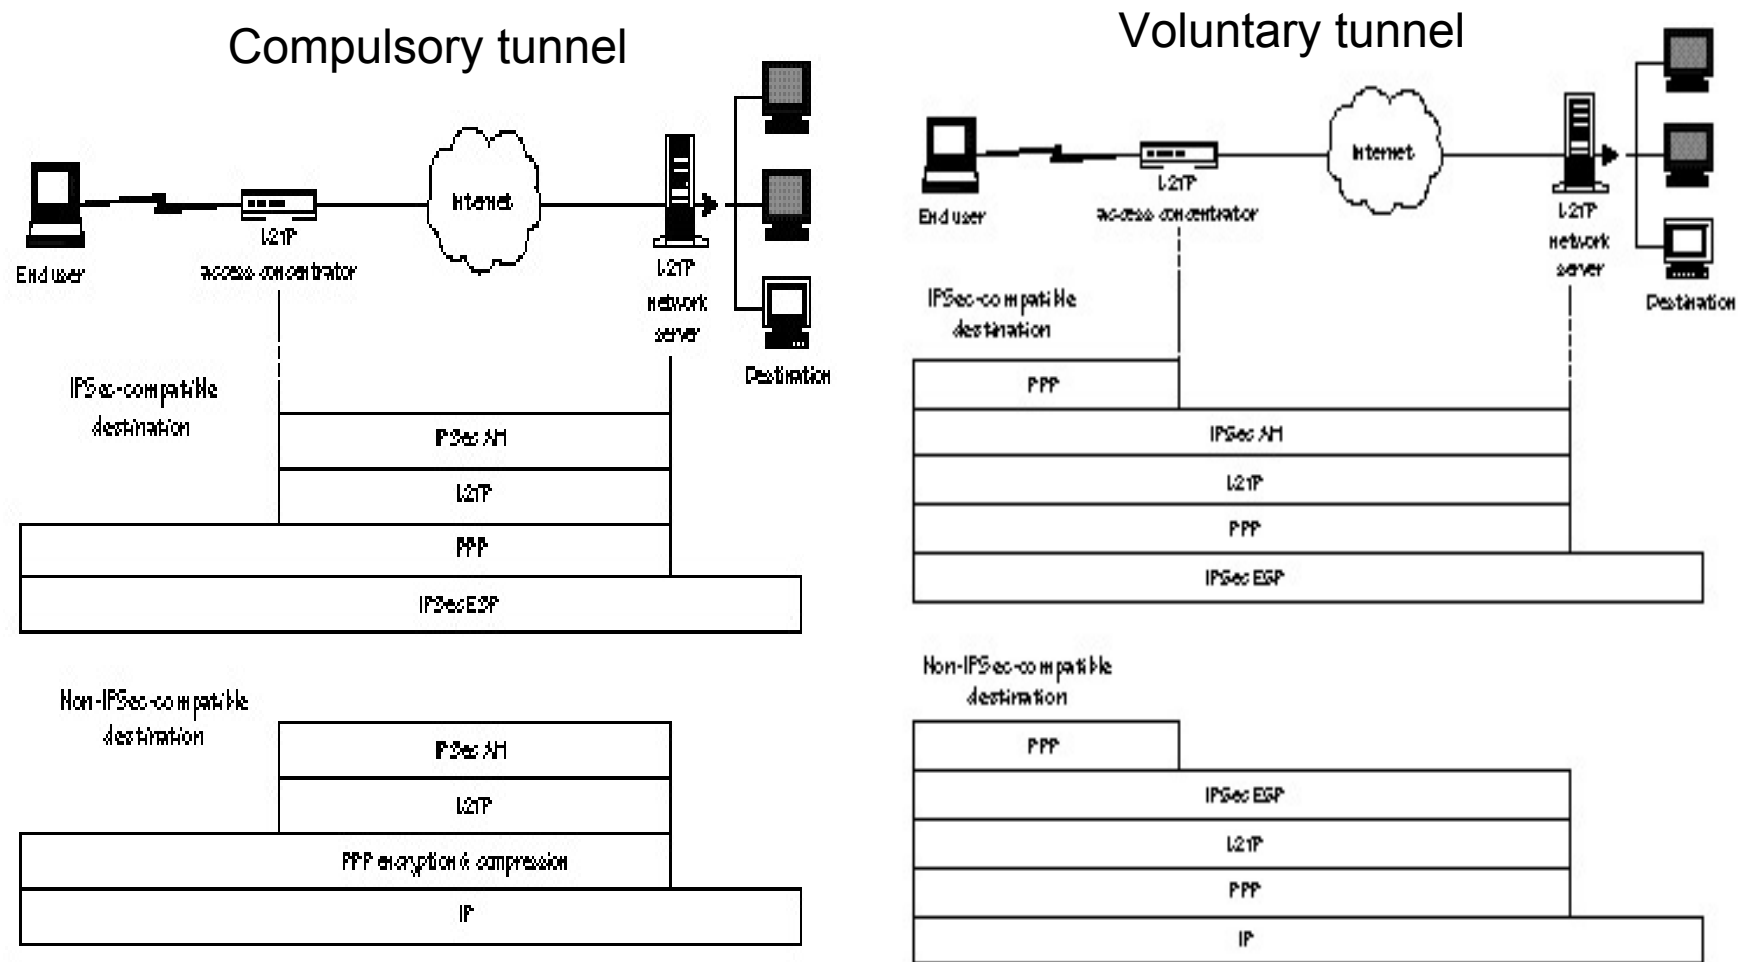 Compulsory tunnel
End user
L2TP
access concentrator
Internet
L2TP
network
server
Destination
IPSec-compatible
destination
IPSec AH
L2TP
PPP
IPSec ESP
Non-IPSec-compatible
destination
IPSec AH
L2TP
PPP encryption & compression
IP
Voluntary tunnel
End user
L2TP
access concentrator
Internet
L2TP
network
server
Destination
IPSec-compatible
destination
PPP
IPSec AH
L2TP
PPP
IPSec ESP
Non-IPSec-compatible
destination
PPP
IPSec ESP
L2TP
PPP
IP